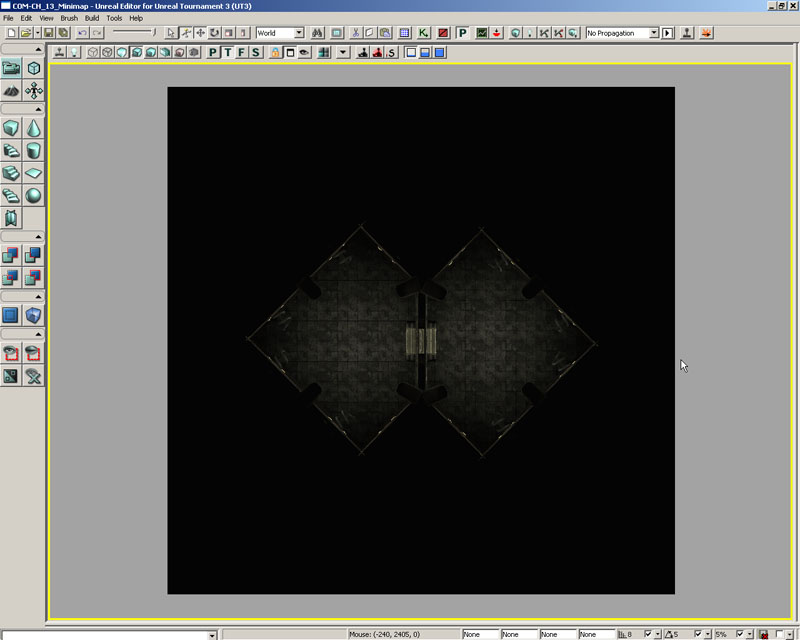 COM-CH_13_Minimap - Unreal Editor for Unreal Tournament 3 (UT3)
File Edit View Brush Build Tools Help
World
K
P
No Propagation
P T F S
S
Mouse: (-240, 2405, 0) None None None None 8 5 5%